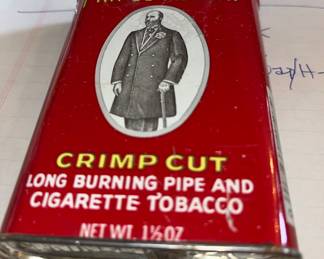 CRIMP CUT
LONG BURNING PIPE AND
CIGARETTE TOBACCO
NET WT. 1½ OZ